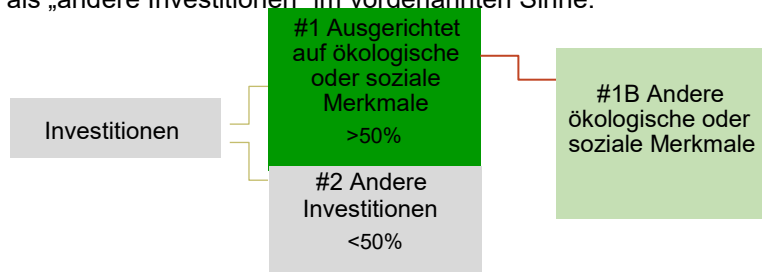 als „andere Investitionen“ im vorgenannten Sinne.
#1 Ausgerichtet
auf ökologische
oder soziale
Merkmale
>50%
#1B Andere
ökologische oder
soziale Merkmale
Investitionen
#2 Andere
Investitionen
<50%